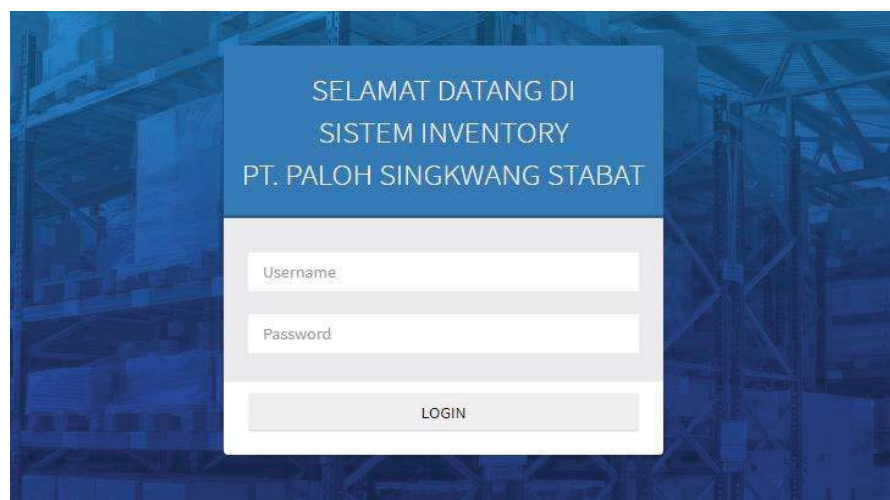 SELAMAT DATANG DI
SISTEM INVENTORY
PT. PALOH SINGKWANG STABAT
Username
Password
LOGIN